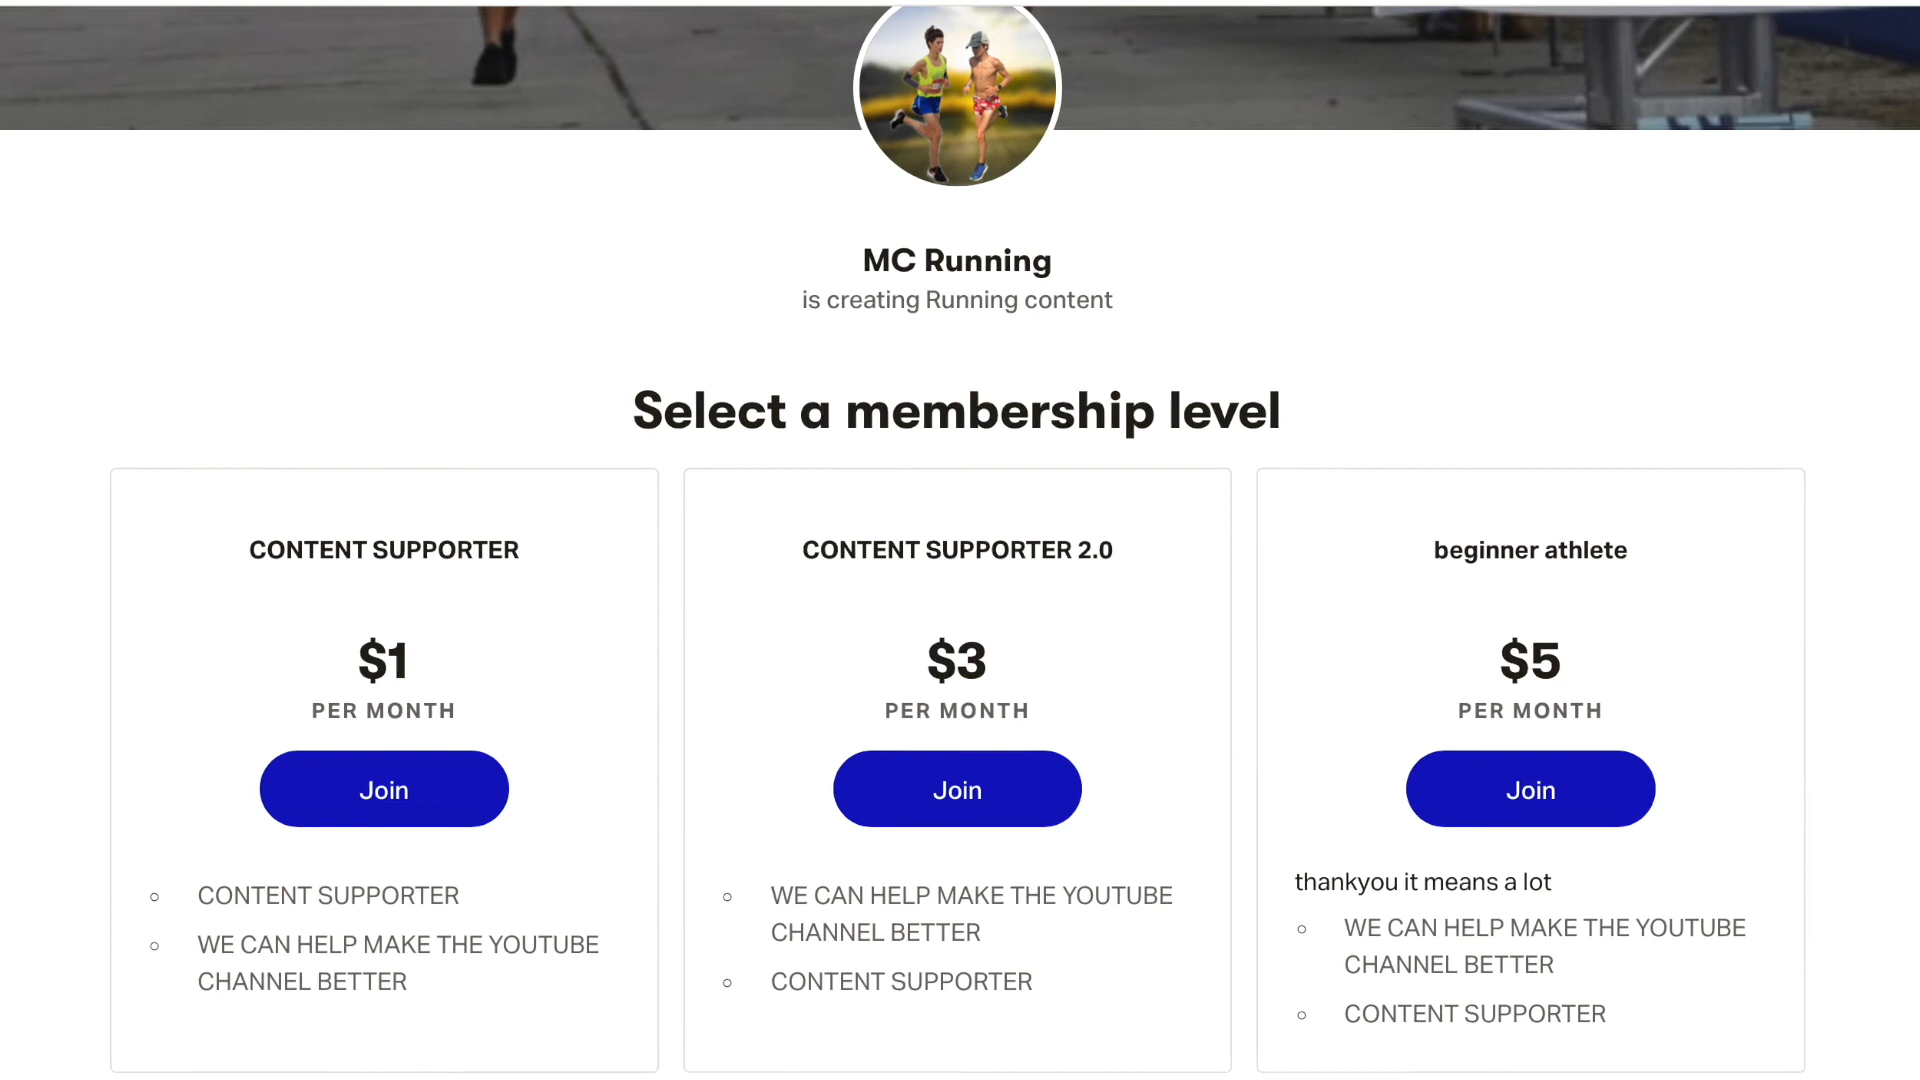 MC Running
is creating Running content
Select a membership level
CONTENT SUPPORTER
$1
PER MONTH
Join
CONTENT SUPPORTER
WE CAN HELP MAKE THE YOUTUBE
CHANNEL BETTER
CONTENT SUPPORTER 2.0
$3
PER MONTH
Join
WE CAN HELP MAKE THE YOUTUBE
CHANNEL BETTER
CONTENT SUPPORTER
beginner athlete
$5
PER MONTH
Join
thankyou it means a lot
WE CAN HELP MAKE THE YOUTUBE
CHANNEL BETTER
CONTENT SUPPORTER